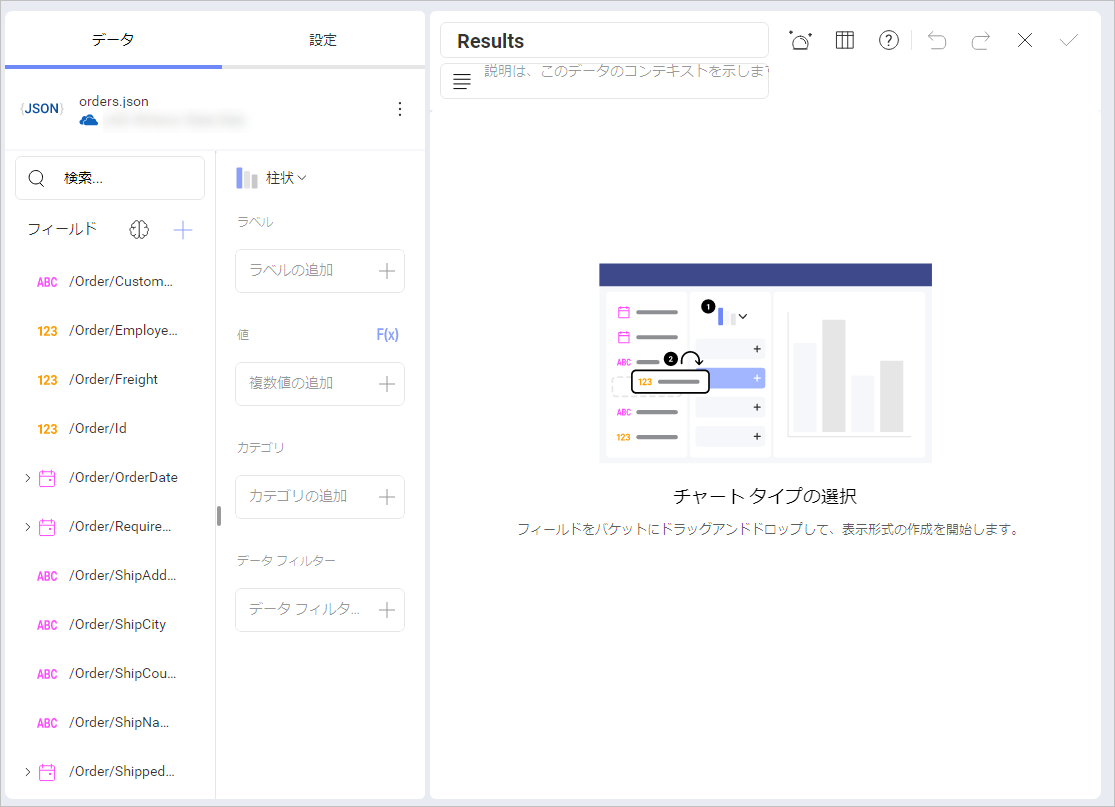 データ
設定
{JSON}
orders.json
検索...
フィールド
ABC /Order/Custom...
123 /Order/Employe...
123 /Order/Freight
123 /Order/Id
/Order/OrderDate
/Order/Require...
ABC /Order/ShipAdd...
ABC /Order/ShipCity
ABC /Order/ShipCou...
ABC /Order/ShipNa...
/Order/Shipped...
柱状
ラベル
ラベルの追加
値
F(x)
複数値の追加
カテゴリ
カテゴリの追加
データ フィルター
データ フィルタ...
Results
説明は、このデータのコンテキストを示しま
1
ABC
2
123
ABC
123
チャート タイプの選択
フィールドをバケットにドラッグアンドドロップして、表示形式の作成を開始します。